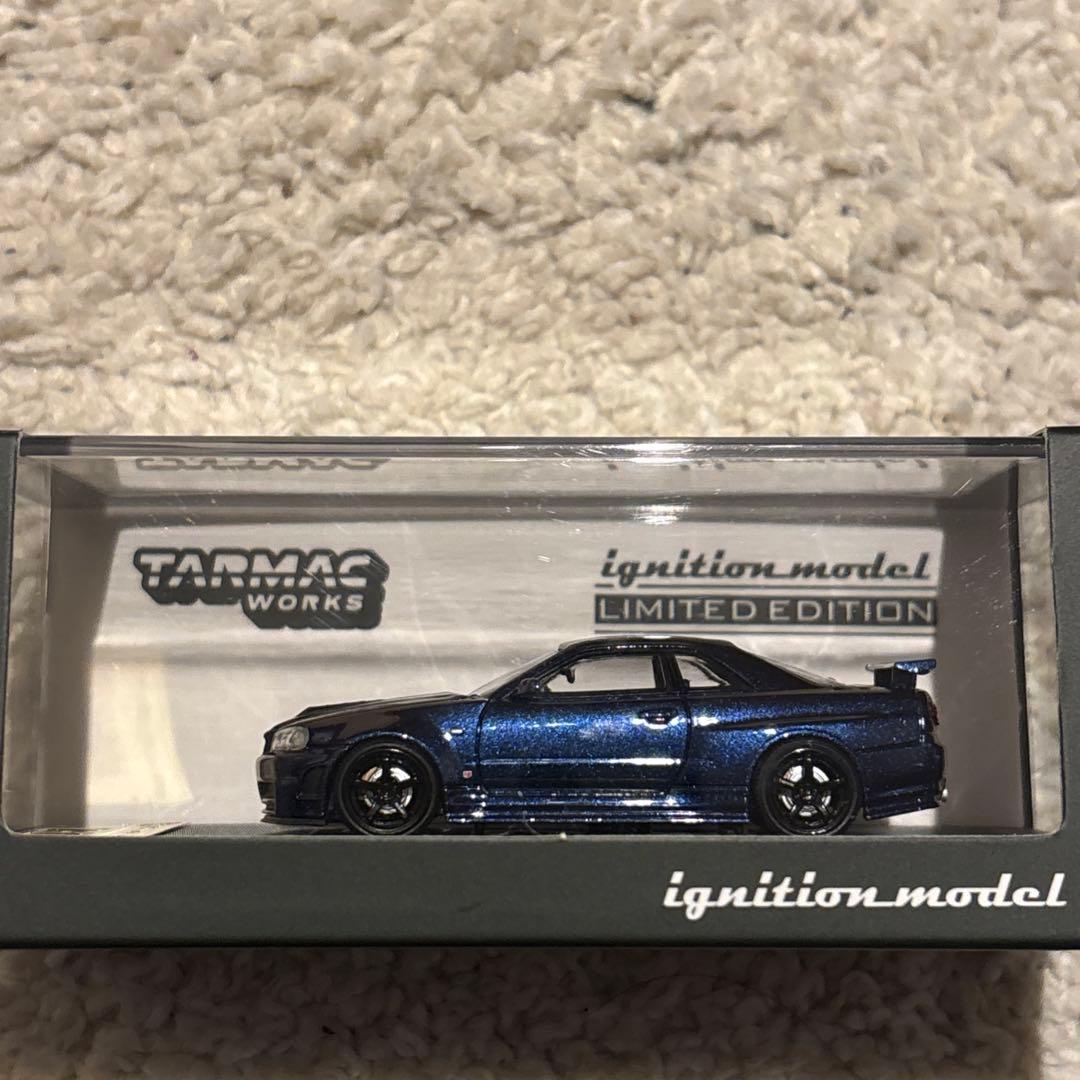 TARMAC
WORKS
ignition model
LIMITED EDITION
ignition model